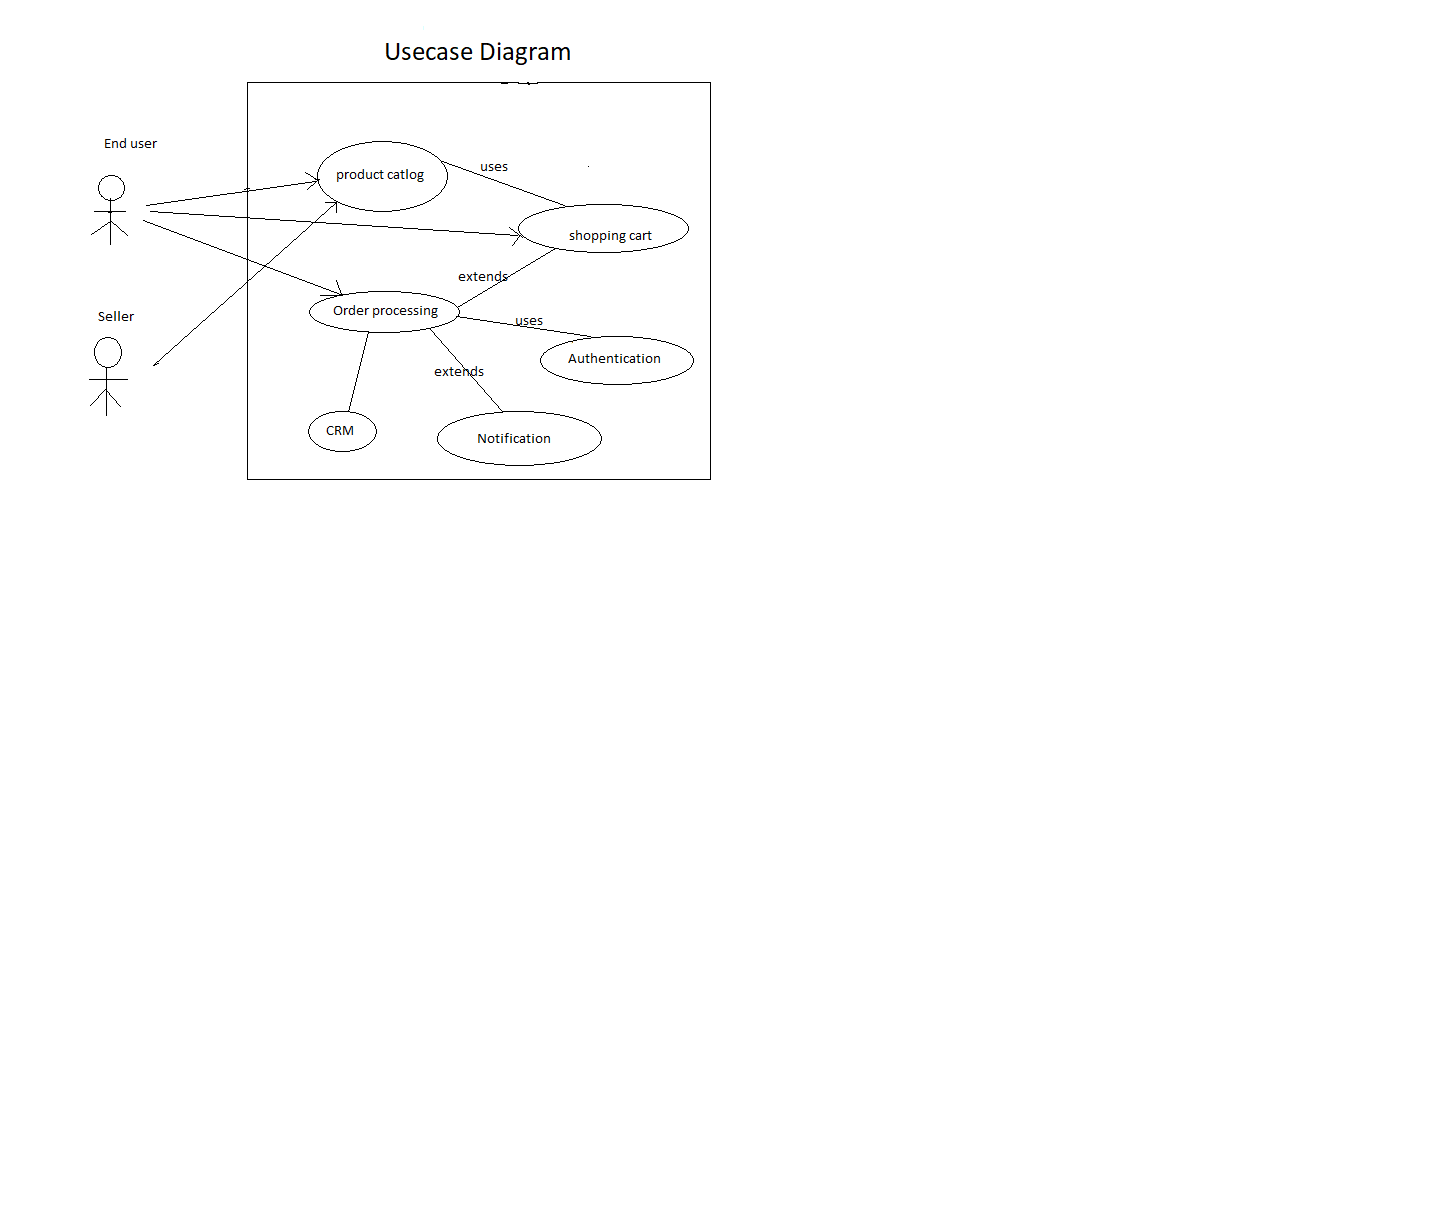 Usecase Diagram
End user
product catlog
uses
shopping cart
extends
Order processing
Seller
uses
Authentication
extends
CRM
Notification